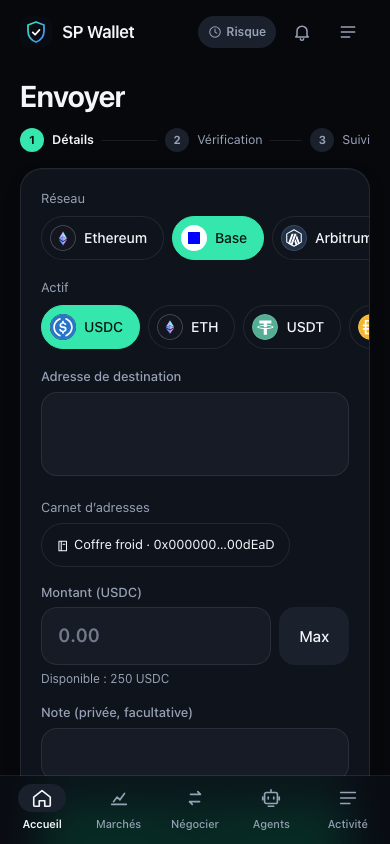 SP Wallet
Risque
Envoyer
1 Détails
2 Vérification
3 Suivi
Réseau
Ethereum
Base
Arbitrum
Actif
USDC
ETH
USDT
Adresse de destination
Carnet d'adresses
Coffre froid · 0x000000…00dEaD
Montant (USDC)
0.00
Max
Disponible : 250 USDC
Note (privée, facultative)
Accueil
Marchés
Négocier
Agents
Activité